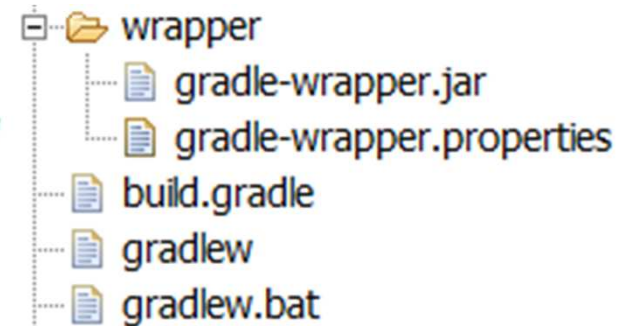 wrapper
gradle-wrapper.jar
gradle-wrapper.properties
build.gradle
gradlew
gradlew.bat